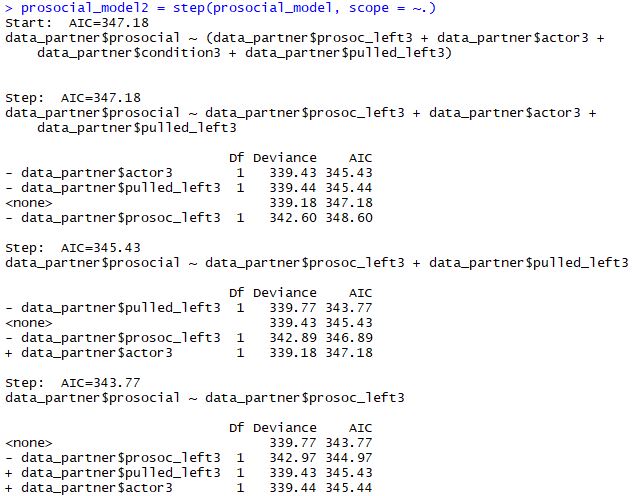 > prosocial_model2 = step(prosocial_model, scope = ~.)
Start:  AIC=347.18
data_partner$prosocial ~ (data_partner$prosoc_left3 + data_partner$actor3 +
    data_partner$condition3 + data_partner$pulled_left3)
Step:  AIC=347.18
data_partner$prosocial ~ data_partner$prosoc_left3 + data_partner$actor3 +
    data_partner$pulled_left3
                            Df Deviance    AIC
- data_partner$actor3        1   339.43 345.43
- data_partner$pulled_left3  1   339.44 345.44
<none>                           339.18 347.18
- data_partner$prosoc_left3  1   342.60 348.60
Step:  AIC=345.43
data_partner$prosocial ~ data_partner$prosoc_left3 + data_partner$pulled_left3
                            Df Deviance    AIC
- data_partner$pulled_left3  1   339.77 343.77
<none>                           339.43 345.43
- data_partner$prosoc_left3  1   342.89 346.89
+ data_partner$actor3        1   339.18 347.18
Step:  AIC=343.77
data_partner$prosocial ~ data_partner$prosoc_left3
                            Df Deviance    AIC
<none>                           339.77 343.77
- data_partner$prosoc_left3  1   342.97 344.97
+ data_partner$pulled_left3  1   339.43 345.43
+ data_partner$actor3        1   339.44 345.44